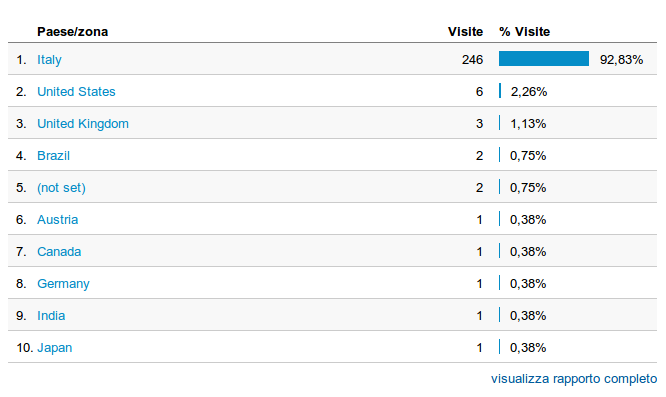 Paese/zona Visite % Visite
1. Italy 246 92,83%
2. United States 6 2,26%
3. United Kingdom 3 1,13%
4. Brazil 2 0,75%
5. (not set) 2 0,75%
6. Austria 1 0,38%
7. Canada 1 0,38%
8. Germany 1 0,38%
9. India 1 0,38%
10. Japan 1 0,38%
visualizza rapporto completo